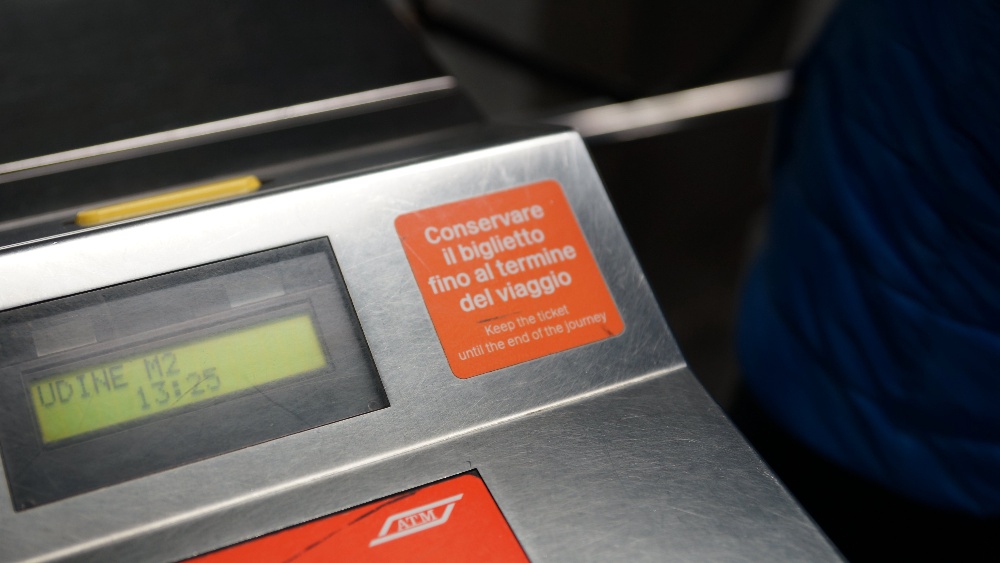 Conservare
il biglietto
fino al termine
del viaggio
Keep the ticket
until the end of the journey
UDINE M2
13:25
ATM